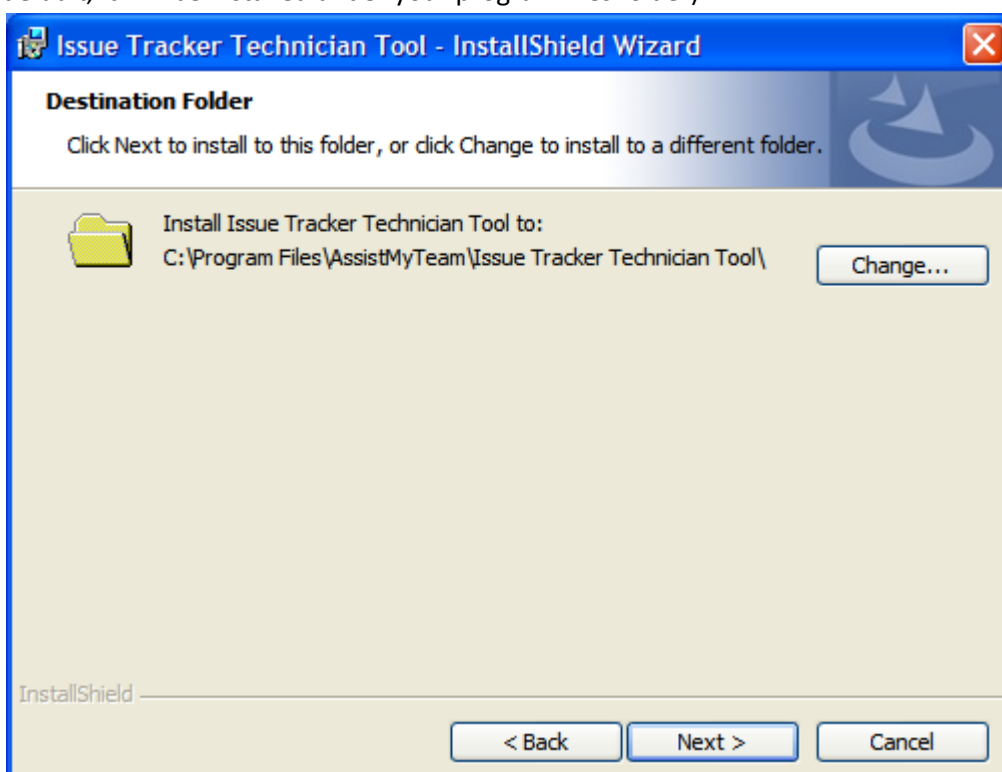 Issue Tracker Technician Tool - InstallShield Wizard
Destination Folder
Click Next to install to this folder, or click Change to install to a different folder.
Install Issue Tracker Technician Tool to:
C:\Program Files\AssistMyTeam\Issue Tracker Technician Tool\
Change...
InstallShield
< Back
Next >
Cancel